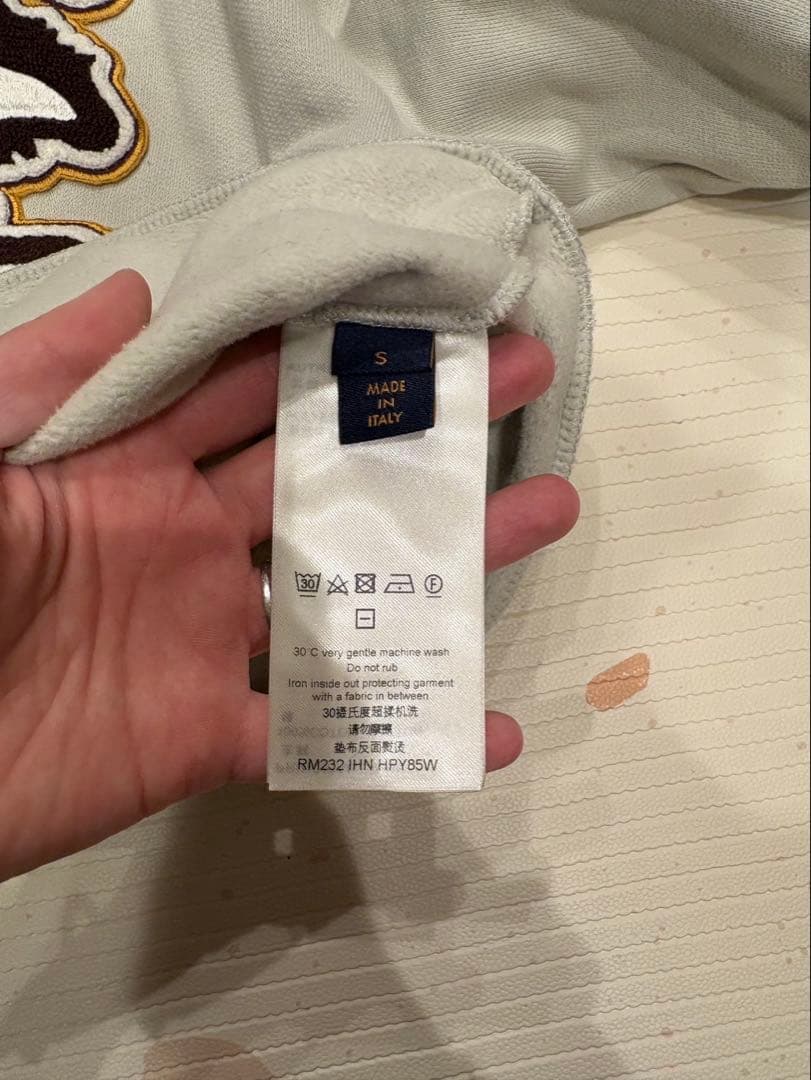 S
MADE
IN
ITALY
30
F
30°C very gentle machine wash
Do not rub
Iron inside out protecting garment
with a fabric in between
30摄氏度超揉机洗
请勿摩擦
垫布反面熨烫
RM232 IHN HPY85W